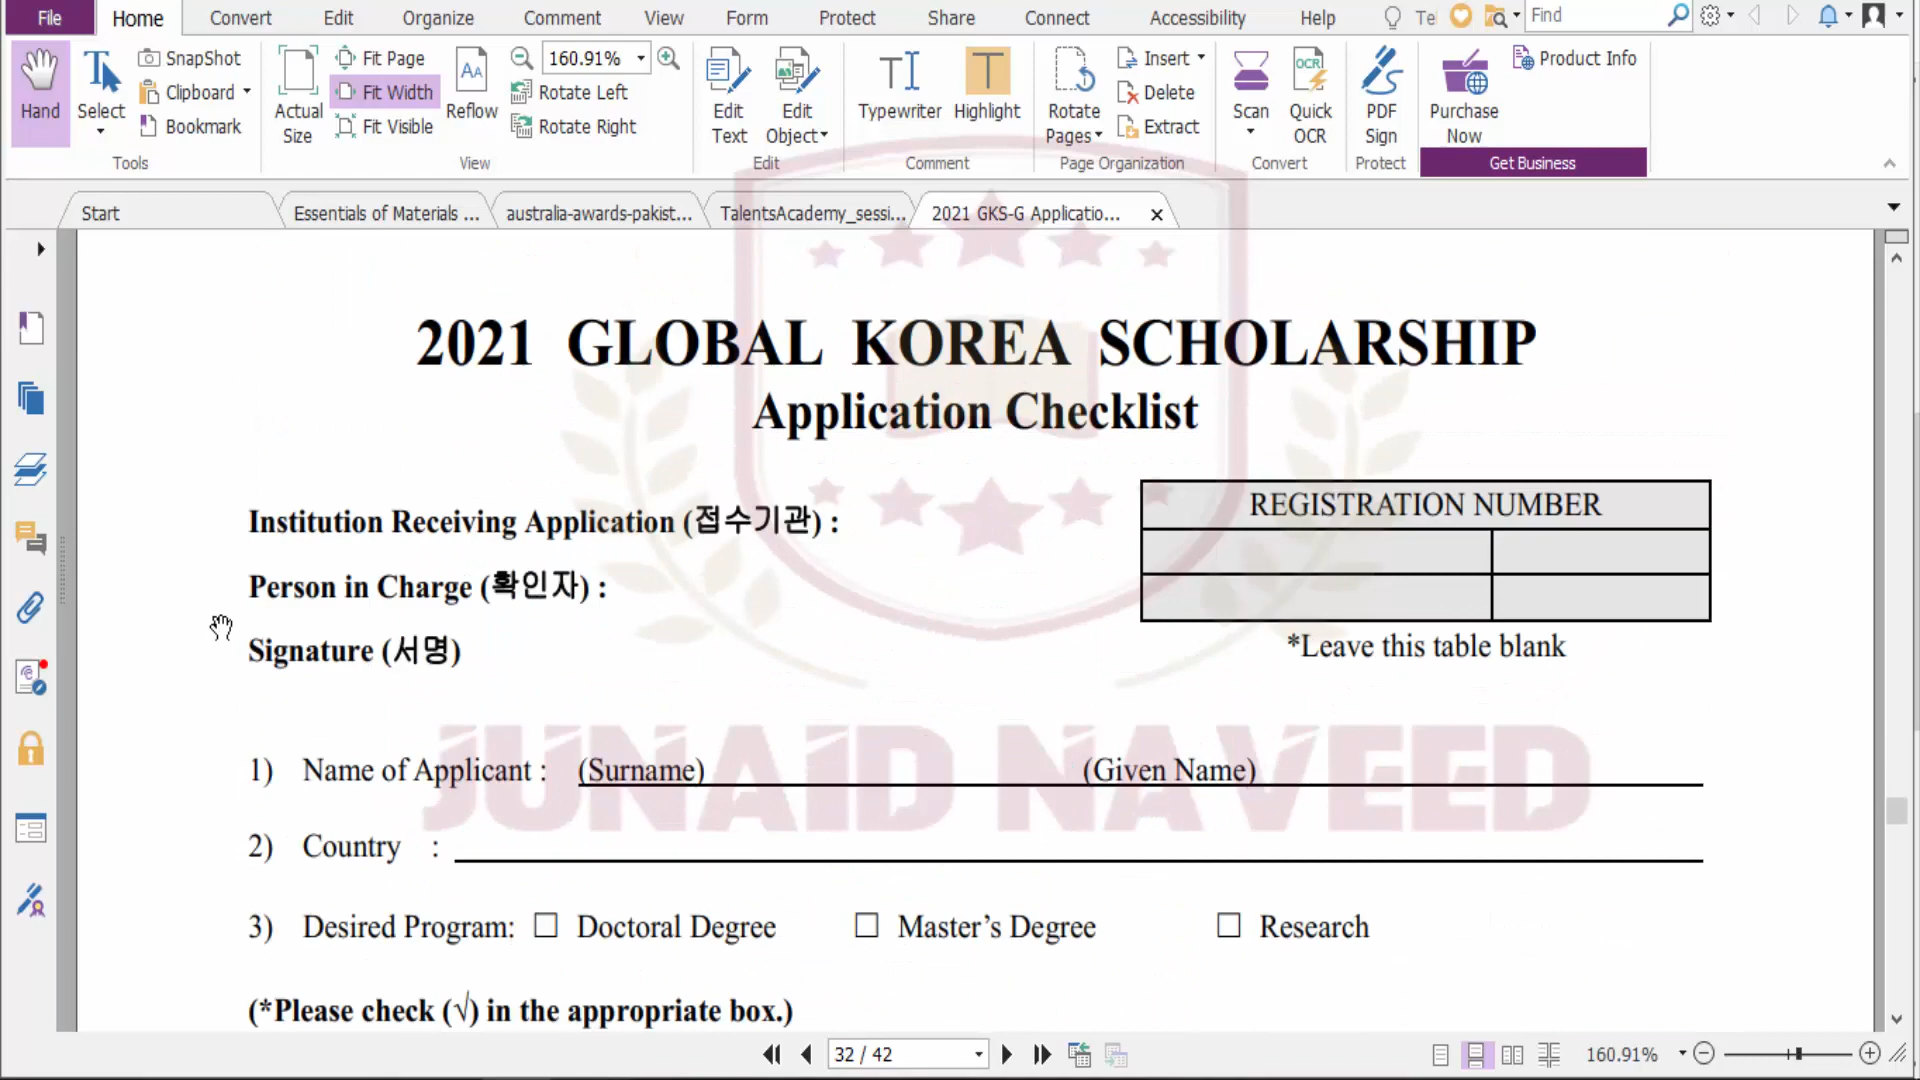 File Home Convert Edit Organize Comment View Form Protect Share Connect Accessibility Help Tel Find
Hand
Select
SnapShot
Clipboard
Bookmark
Tools
Actual Size
Fit Page
Fit Width
Fit Visible
Reflow
160.91%
Rotate Left
Rotate Right
View
Edit Text
Edit Object
Edit
Typewriter
Highlight
Comment
Rotate Pages
Insert
Delete
Extract
Page Organization
Scan
Quick OCR
Convert
PDF Sign
Protect
Purchase Now
Product Info
Get Business
Start
Essentials of Materials ...
australia-awards-pakist...
TalentsAcademy_sessi...
2021 GKS-G Applicatio...
2021 GLOBAL KOREA SCHOLARSHIP
Application Checklist
Institution Receiving Application (접수기관) :
Person in Charge (확인자) :
Signature (서명)
REGISTRATION NUMBER
*Leave this table blank
JUNAID NAVEED
1) Name of Applicant : (Surname) (Given Name)
2) Country :
3) Desired Program: ☐ Doctoral Degree ☐ Master’s Degree ☐ Research
(*Please check (√) in the appropriate box.)
32 / 42
160.91%